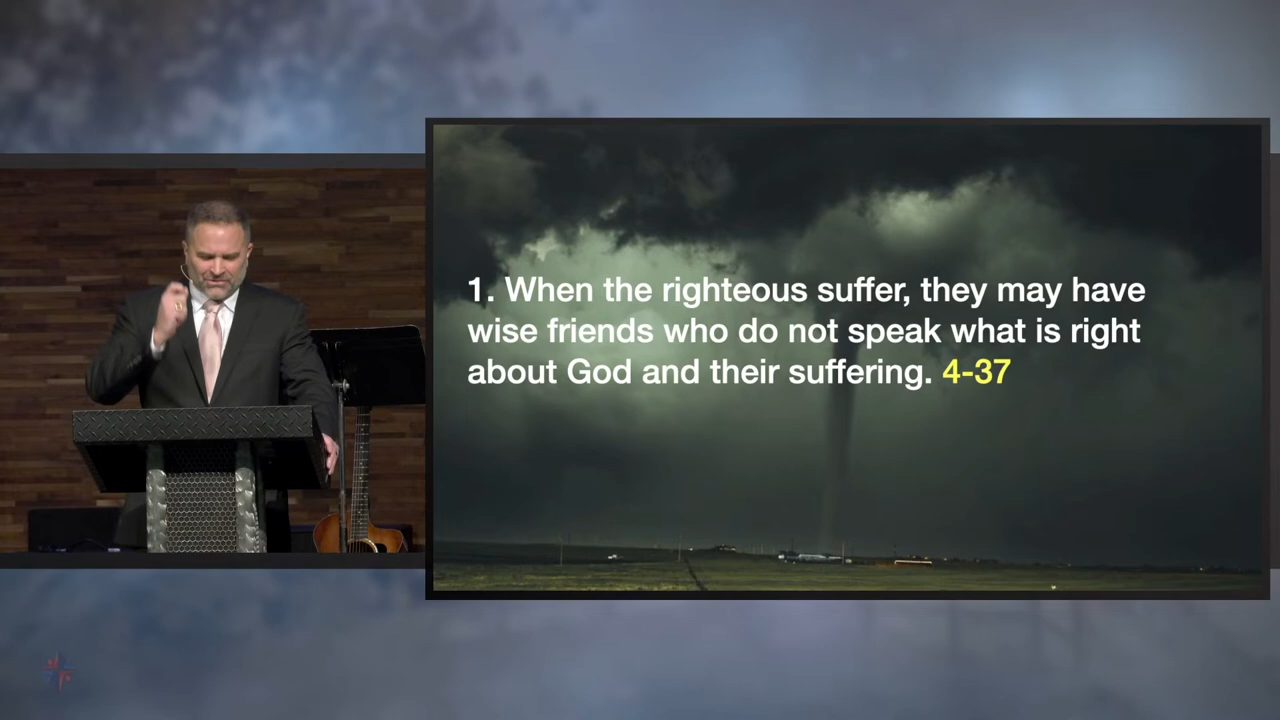 1. When the righteous suffer, they may have
wise friends who do not speak what is right
about God and their suffering. 4-37